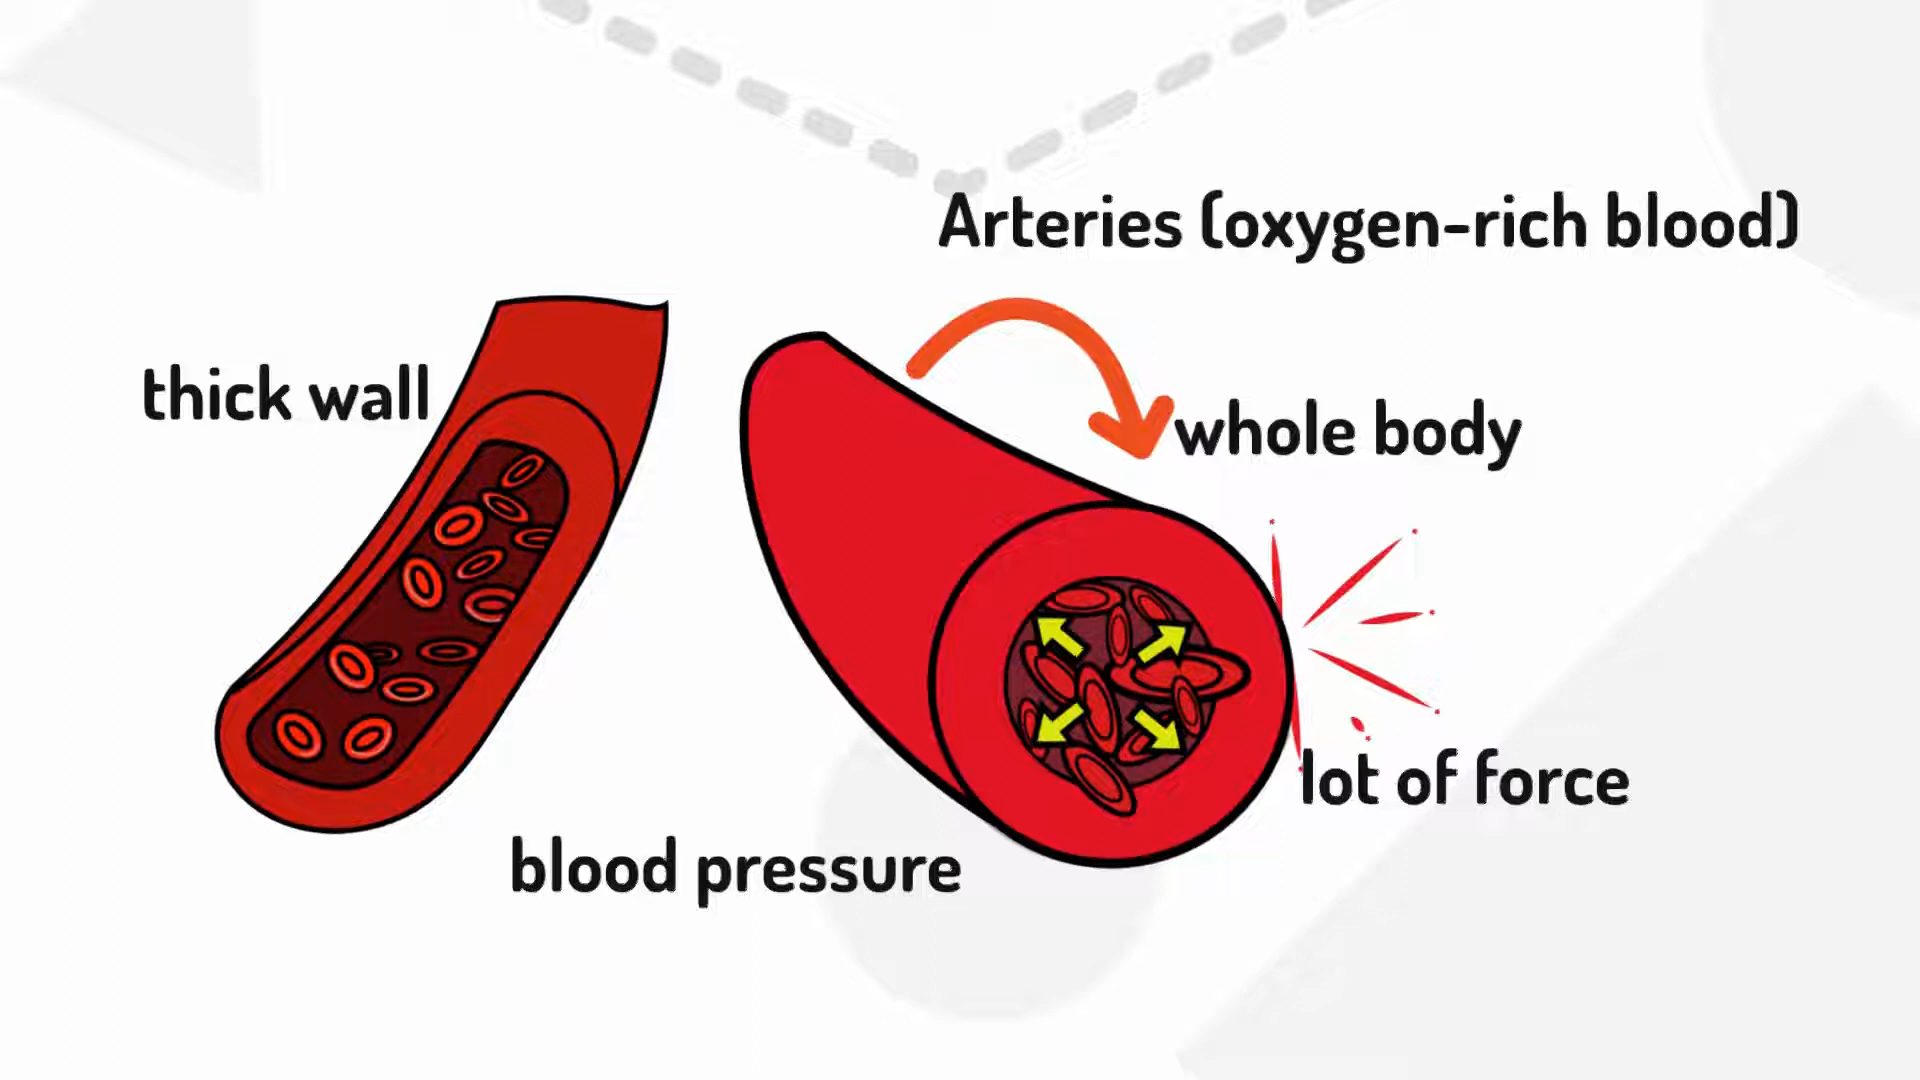 Arteries (oxygen-rich blood)
thick wall
whole body
lot of force
blood pressure